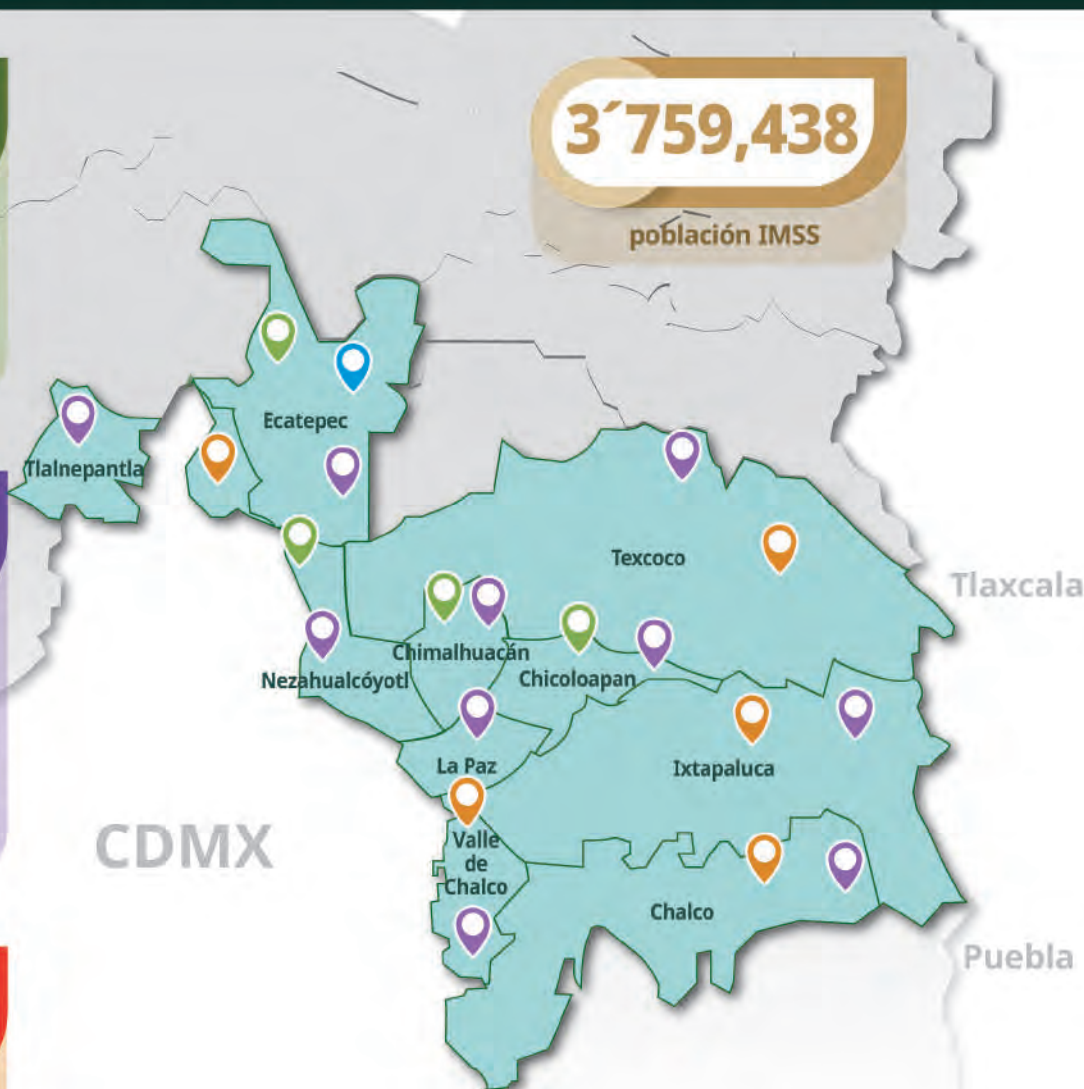 3´759,438
población IMSS
Ecatepec
Tlalnepantla
Texcoco
Tlaxcala
Chimalhuacán
Nezahualcóyotl
Chicoloapan
La Paz
Ixtapaluca
CDMX
Valle
de
Chalco
Chalco
Puebla